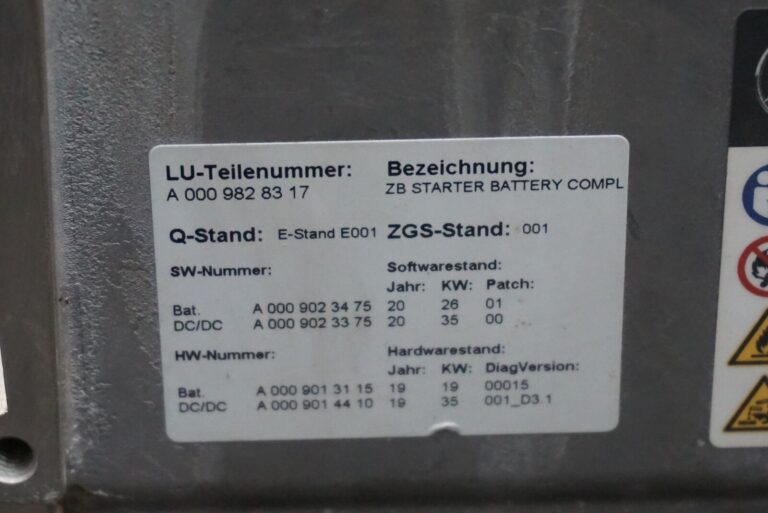 LU-Teilenummer: Bezeichnung:
A 000 982 83 17 ZB STARTER BATTERY COMPL
Q-Stand: E-Stand E001 ZGS-Stand: 001
SW-Nummer: Softwarestand:
Jahr: KW: Patch:
Bat. A 000 902 34 75 20 26 01
DC/DC A 000 902 33 75 20 35 00
HW-Nummer: Hardwarestand:
Jahr: KW: DiagVersion:
Bat. A 000 901 31 15 19 19 00015
DC/DC A 000 901 44 10 19 35 001_D3.1